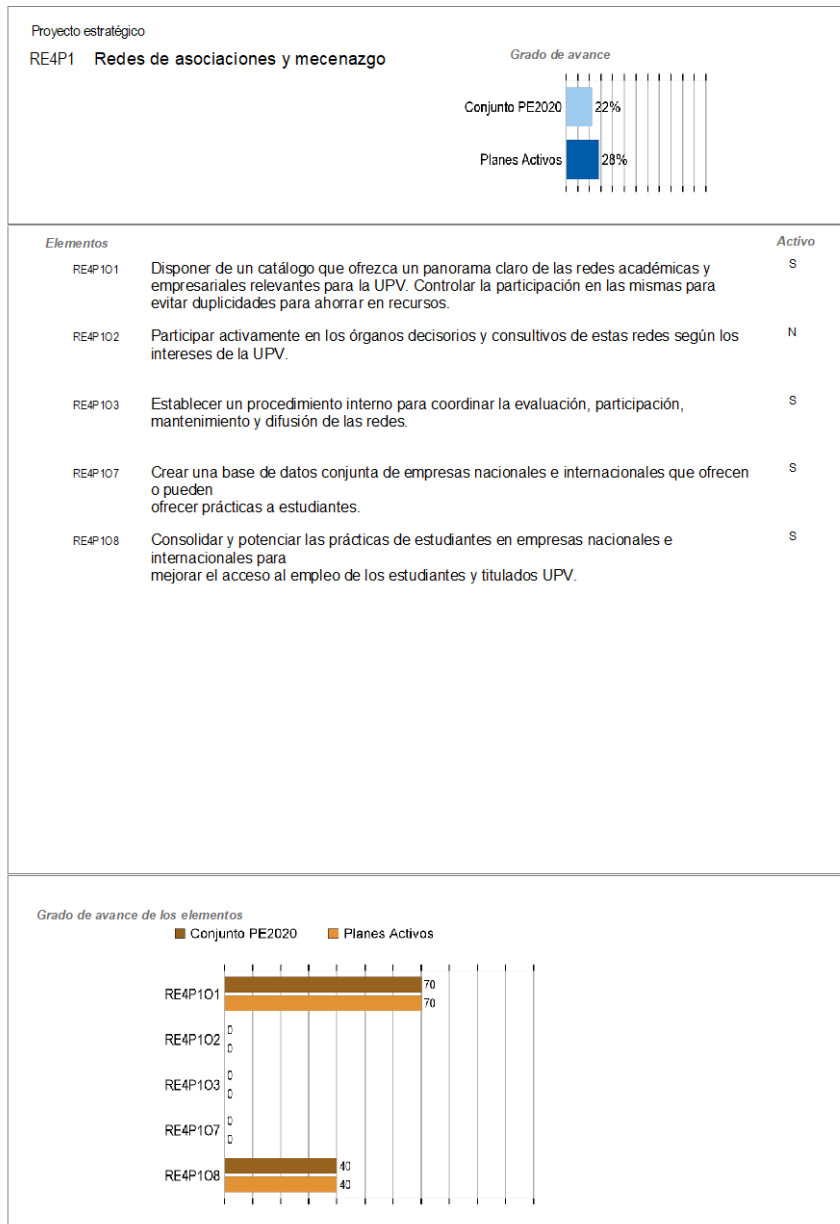 Proyecto estratégico
RE4P1 Redes de asociaciones y mecenazgo
Grado de avance
Conjunto PE2020 22%
Planes Activos 28%
Elementos Activo
RE4P1O1 Disponer de un catálogo que ofrezca un panorama claro de las redes académicas y S
empresariales relevantes para la UPV. Controlar la participación en las mismas para
evitar duplicidades para ahorrar en recursos.
RE4P1O2 Participar activamente en los órganos decisorios y consultivos de estas redes según los N
intereses de la UPV.
RE4P1O3 Establecer un procedimiento interno para coordinar la evaluación, participación, S
mantenimiento y difusión de las redes.
RE4P1O7 Crear una base de datos conjunta de empresas nacionales e internacionales que ofrecen S
o pueden
ofrecer prácticas a estudiantes.
RE4P1O8 Consolidar y potenciar las prácticas de estudiantes en empresas nacionales e S
internacionales para
mejorar el acceso al empleo de los estudiantes y titulados UPV.
Grado de avance de los elementos
Conjunto PE2020 Planes Activos
RE4P1O1 70
70
RE4P1O2 0
0
RE4P1O3 0
0
RE4P1O7 0
0
RE4P1O8 40
40